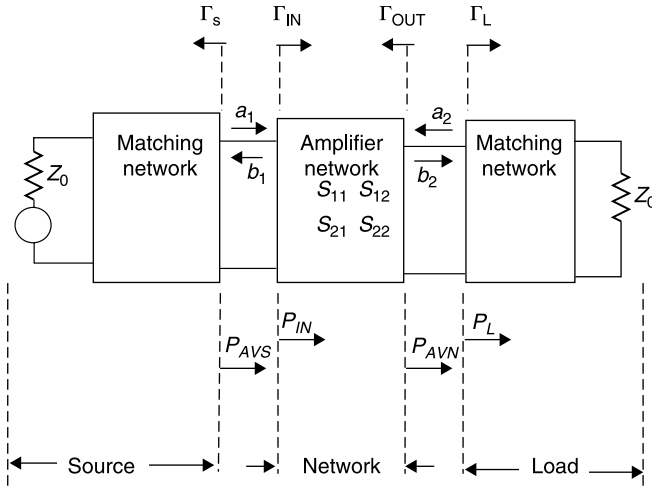 Γs ΓIN ΓOUT ΓL
a1 a2
Matching network
Amplifier network
Matching network
b1 b2
Z0
S11 S12
S21 S22
Z0
PIN PL
PAVS PAVN
Source Network Load